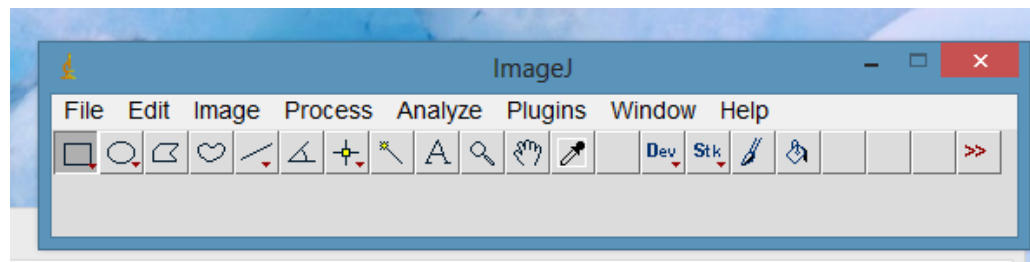 ImageJ
File Edit Image Process Analyze Plugins Window Help
A Dev Stk >>